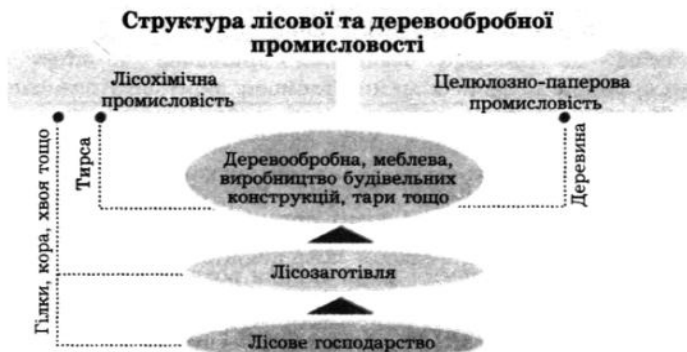 Структура лісової та деревообробної
промисловості
Лісохімічна
промисловість
Целюлозно-паперова
промисловість
Гілки, кора, хвоя тощо
Тирса
Деревообробна, меблева,
виробництво будівельних
конструкцій, тари тощо
Деревина
Лісозаготівля
Лісове господарство